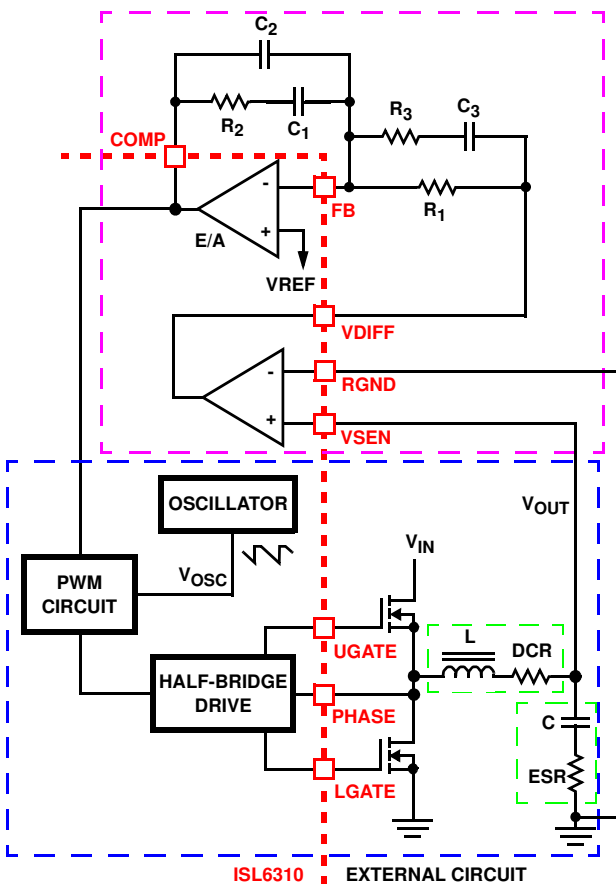 C2
R2
C1
R3
C3
COMP
R1
-
+
E/A
FB
VREF
VDIFF
-
+
RGND
VSEN
OSCILLATOR
VOUT
VIN
PWM
CIRCUIT
VOSC
UGATE
L
DCR
HALF-BRIDGE
DRIVE
PHASE
C
LGATE
ESR
ISL6310
EXTERNAL CIRCUIT